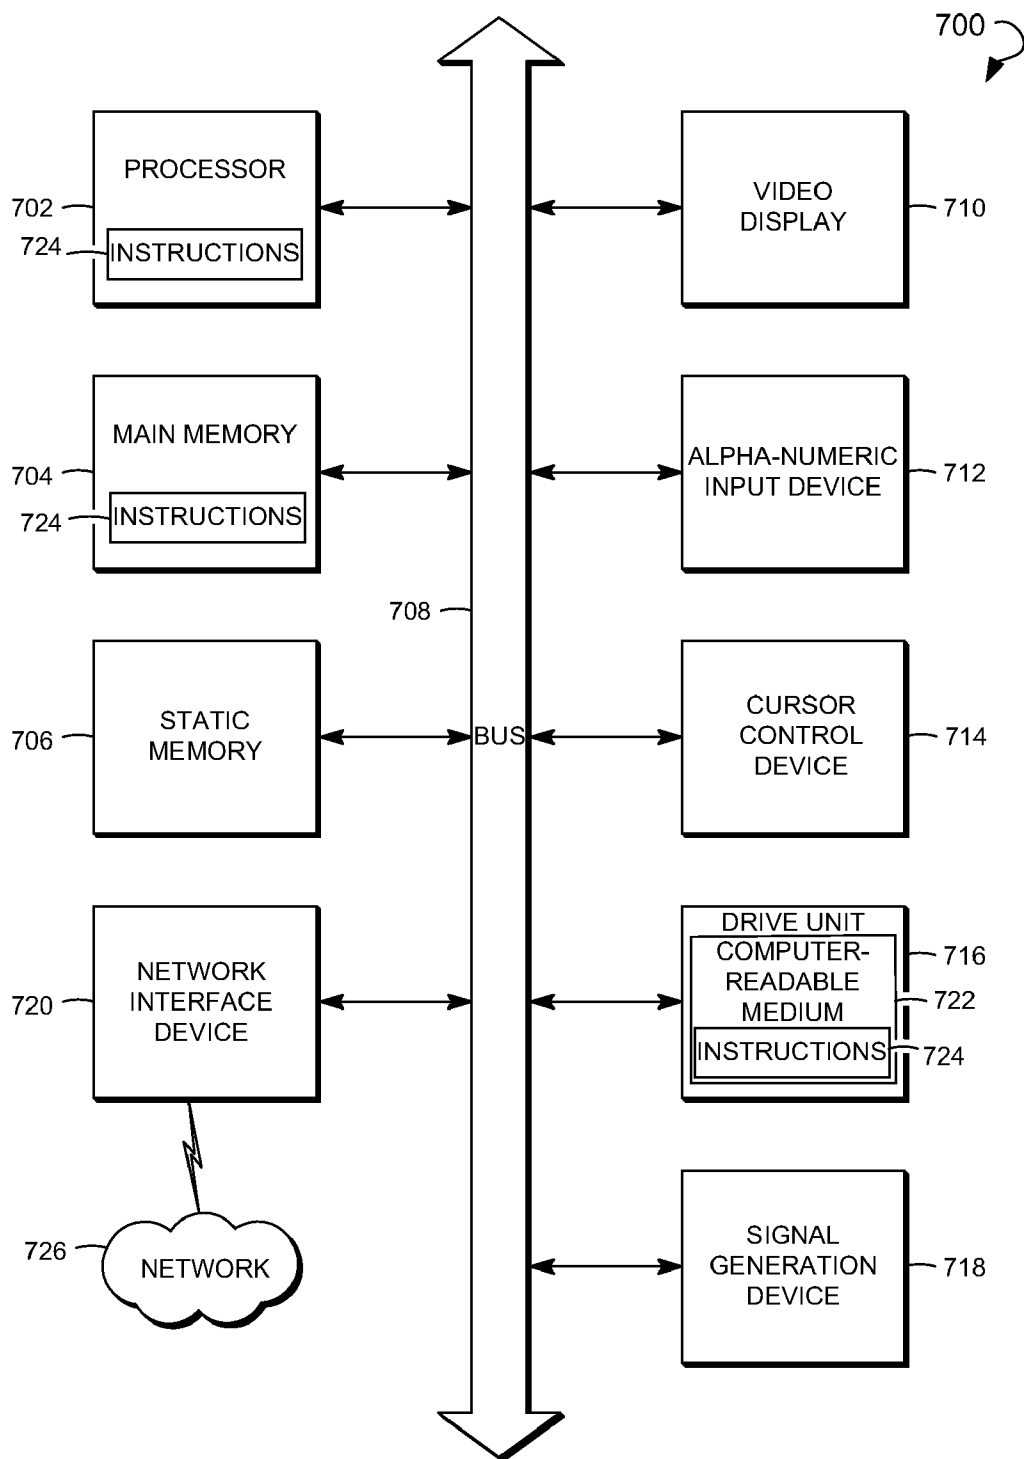 700
PROCESSOR
702
724
INSTRUCTIONS
VIDEO
DISPLAY
710
MAIN MEMORY
704
724
INSTRUCTIONS
ALPHA-NUMERIC
INPUT DEVICE
712
708
STATIC
MEMORY
706
BUS
CURSOR
CONTROL
DEVICE
714
NETWORK
INTERFACE
DEVICE
720
DRIVE UNIT
COMPUTER-
READABLE
MEDIUM
INSTRUCTIONS
716
722
724
726
NETWORK
SIGNAL
GENERATION
DEVICE
718